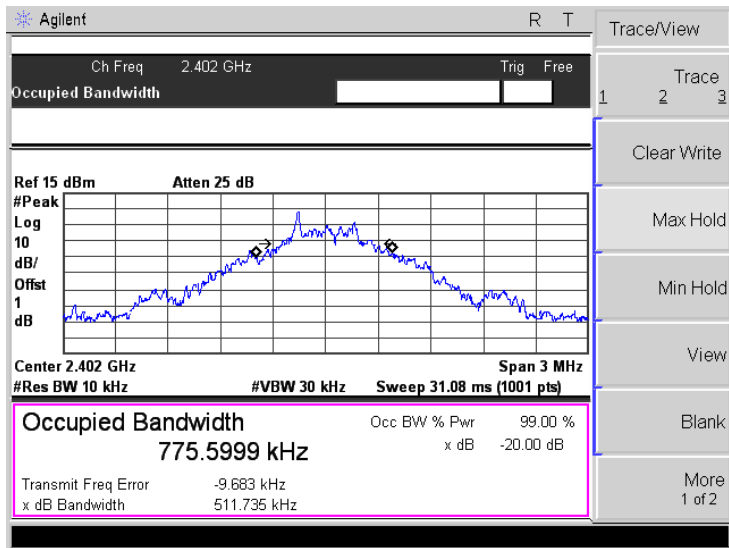 Agilent R T
Ch Freq 2.402 GHz Trig Free
Occupied Bandwidth
Ref 15 dBm Atten 25 dB
#Peak
Log
10
dB/
Offst
1
dB
Center 2.402 GHz Span 3 MHz
#Res BW 10 kHz #VBW 30 kHz Sweep 31.08 ms (1001 pts)
Occupied Bandwidth
775.5999 kHz
Occ BW % Pwr 99.00 %
x dB -20.00 dB
Transmit Freq Error -9.683 kHz
x dB Bandwidth 511.735 kHz
Trace/View
Trace
1 2 3
Clear Write
Max Hold
Min Hold
View
Blank
More
1 of 2